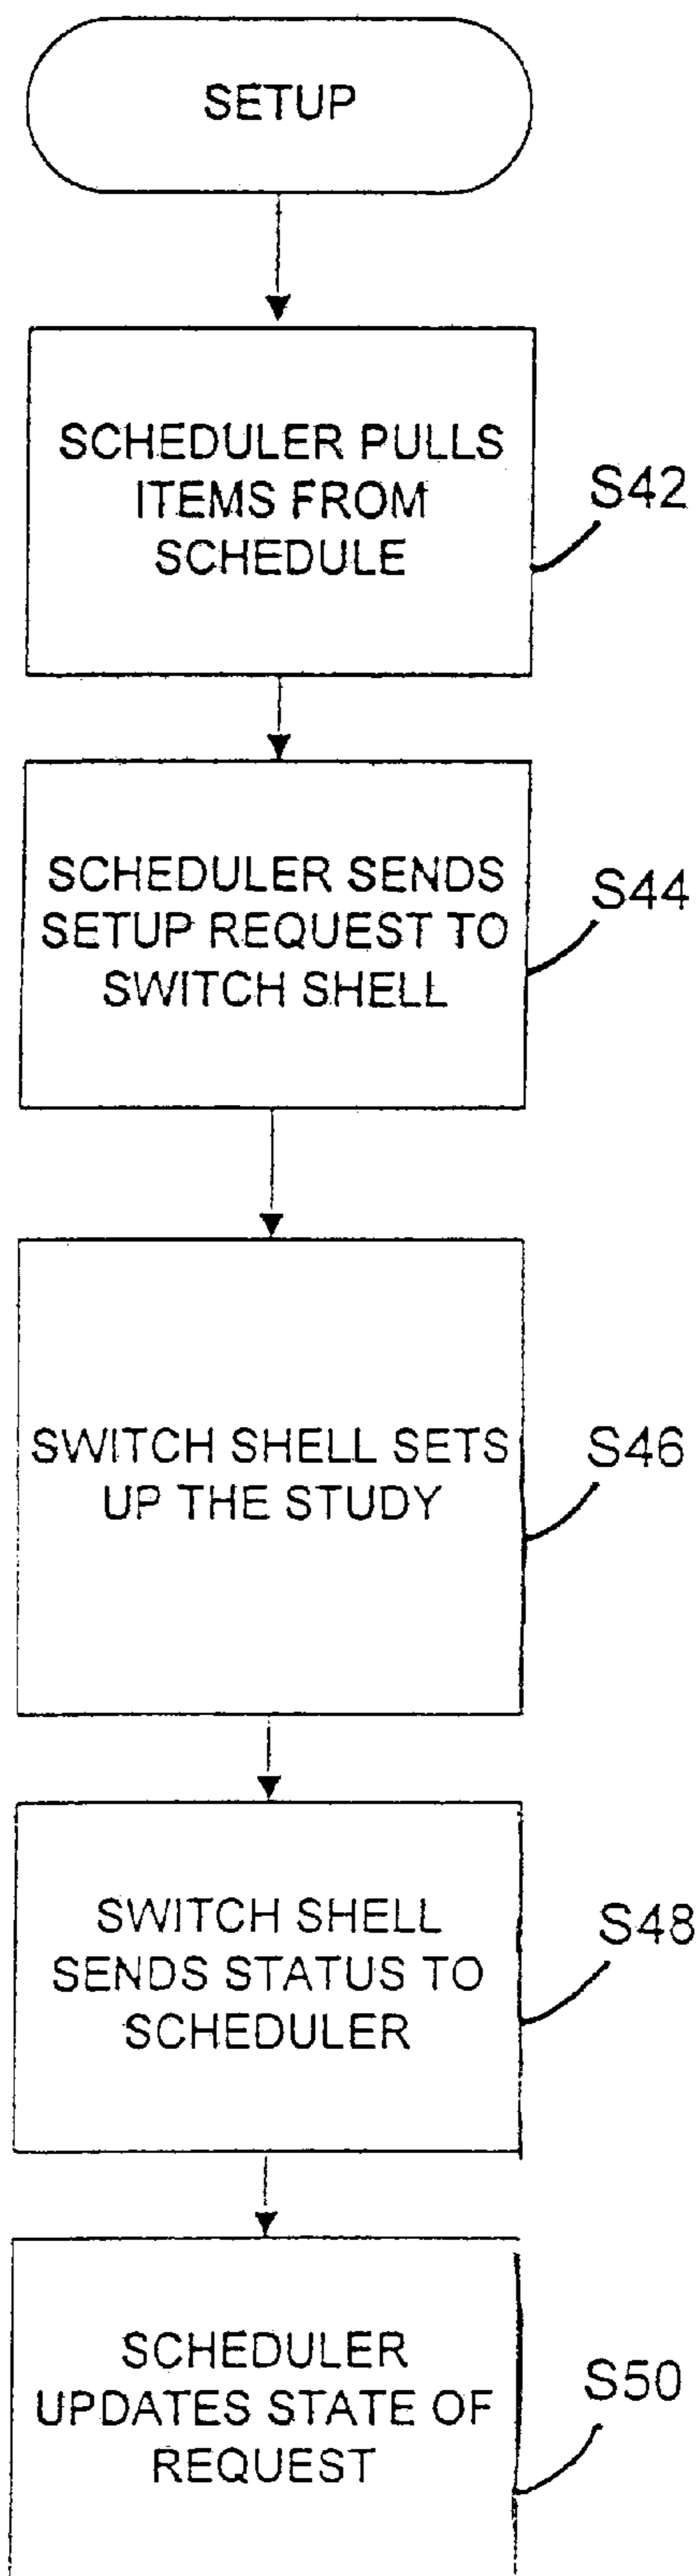 SETUP
SCHEDULER PULLS
ITEMS FROM
SCHEDULE
S42
SCHEDULER SENDS
SETUP REQUEST TO
SWITCH SHELL
S44
SWITCH SHELL SETS
UP THE STUDY
S46
SWITCH SHELL
SENDS STATUS TO
SCHEDULER
S48
SCHEDULER
UPDATES STATE OF
REQUEST
S50